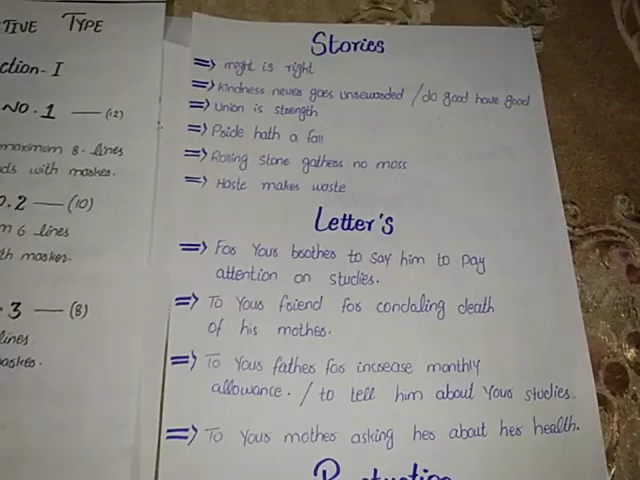 TIVE TYPE
ction-I
NO.1 — (12)
maximum 8-lines
ds with masker.
.2 — (10)
m 6 lines
th masker.
.3 — (8)
lines
asker.
Stories
⇒ might is right
⇒ Kindness never goes unrewarded / do good have good
⇒ Union is strength
⇒ Pride hath a fall
⇒ Rolling stone gathers no moss
⇒ Haste makes waste
Letter's
⇒ For Your brother to say him to pay
attention on studies.
⇒ To Your friend for condoling death
of his mother.
⇒ To Your father for increase monthly
allowance. / to tell him about Your studies.
⇒ To Your mother asking her about her health.
Punctuation